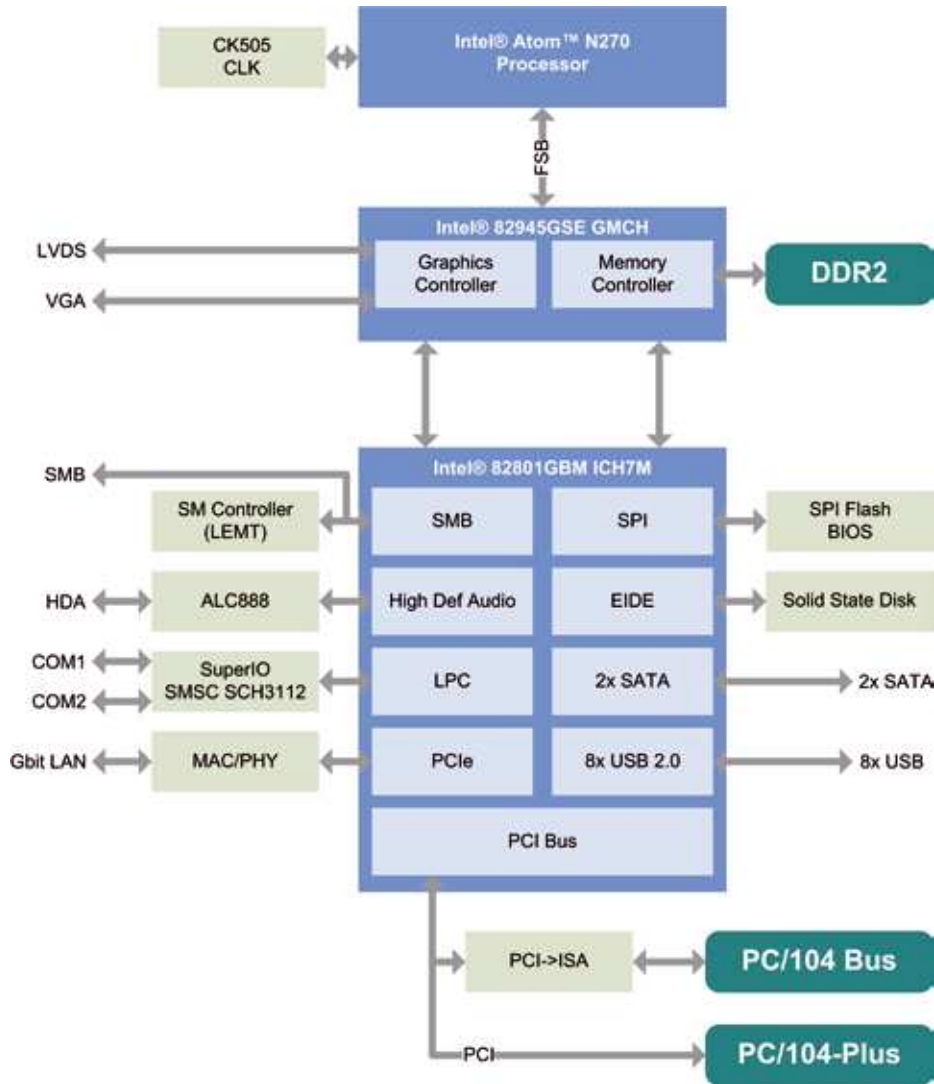 CK505
CLK
Intel® Atom™ N270
Processor
FSB
Intel® 82945GSE GMCH
LVDS
VGA
Graphics
Controller
Memory
Controller
DDR2
Intel® 82801GBM ICH7M
SMB
SM Controller
(LEMT)
SMB
SPI
SPI Flash
BIOS
HDA
ALC888
High Def Audio
EIDE
Solid State Disk
COM1
COM2
SuperIO
SMSC SCH3112
LPC
2x SATA
2x SATA
Gbit LAN
MAC/PHY
PCIe
8x USB 2.0
8x USB
PCI Bus
PCI->ISA
PC/104 Bus
PCI
PC/104-Plus